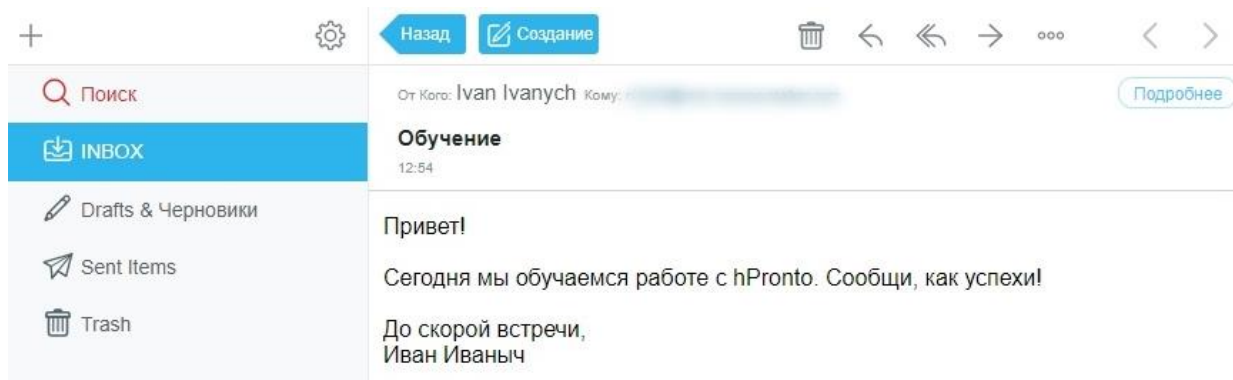 Назад
Создание
Поиск
INBOX
Drafts & Черновики
Sent Items
Trash
От Кого: Ivan Ivanych Кому:
Подробнее
Обучение
12:54
Привет!
Сегодня мы обучаемся работе с hPronto. Сообщи, как успехи!
До скорой встречи,
Иван Иваныч